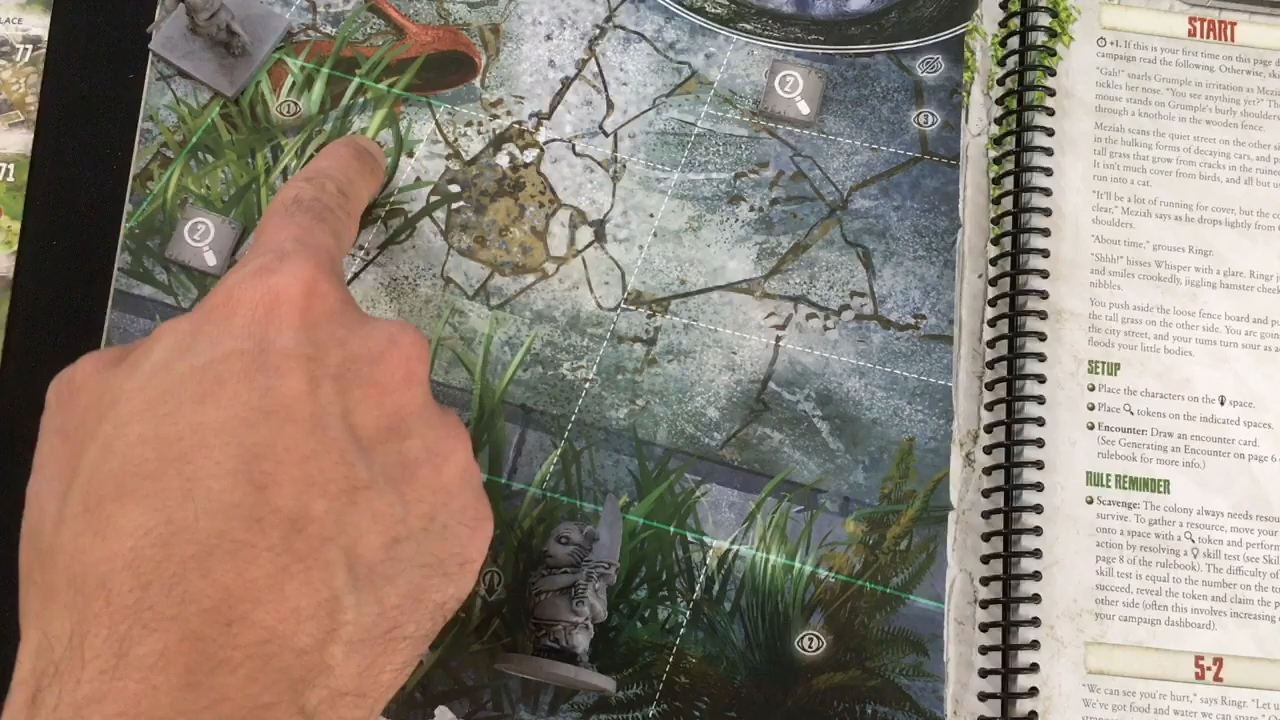 LACE
77
71
1
2
2
3
2
START
+1. If this is your first time on this page d
campaign read the following. Otherwise, sk
"Gah!" snarls Grumple in irritation as Mezi
tickles her nose. "You see anything yet?" Th
mouse stands on Grumple's burly shoulders
through a knothole in the wooden fence.
Meziah scans the quiet street on the other s
in the hulking forms of decaying cars, and p
tall grass that grow from cracks in the ruine
It isn't much cover from birds, and all but u
run into a cat.
"It'll be a lot of running for cover, but the c
clear," Meziah says as he drops lightly from
shoulders.
"About time," grouses Ringr.
"Shhh!" hisses Whisper with a glare. Ringr
and smiles crookedly, jiggling hamster cheek
nibbles.
You push aside the loose fence board and p
the tall grass on the other side. You are goin
the city street, and your tums turn sour as a
floods your little bodies.
SETUP
Place the characters on the space.
Place tokens on the indicated spaces.
Encounter: Draw an encounter card.
(See Generating an Encounter on page 6
rulebook for more info.)
RULE REMINDER
Scavenge: The colony always needs resou
survive. To gather a resource, move your
onto a space with a token and perform
action by resolving a skill test (see Skil
page 8 of the rulebook). The difficulty of
skill test is equal to the number on the to
succeed, reveal the token and claim the p
other side (often this involves increasing
your campaign dashboard).
5-2
"We can see you're hurt," says Ringr. "Let u
We've got food and water we can spare